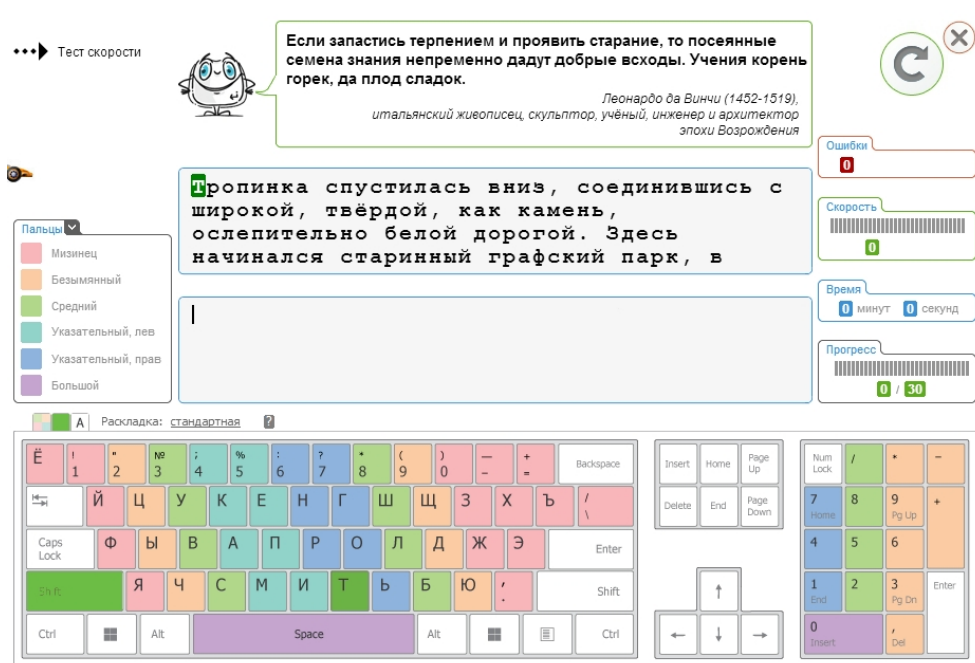 Тест скорости
Если запастись терпением и проявить старание, то посеянные
семена знания непременно дадут добрые всходы. Учения корень
горек, да плод сладок.
Леонардо да Винчи (1452-1519),
итальянский живописец, скульптор, учёный, инженер и архитектор
эпохи Возрождения
Ошибки
0
Тропинка спустилась вниз, соединившись с
широкой, твёрдой, как камень,
ослепительно белой дорогой. Здесь
начинался старинный графский парк, в
Скорость
0
Время
0 минут 0 секунд
Прогресс
0 / 30
Пальцы
Мизинец
Безымянный
Средний
Указательный, лев
Указательный, прав
Большой
А Раскладка: стандартная ?
Ё ! 1 " 2 № 3 ; 4 % 5 : 6 ? 7 * 8 ( 9 ) 0 — - + = Backspace
Й Ц У К Е Н Г Ш Щ З Х Ъ / \
Caps Lock Ф Ы В А П Р О Л Д Ж Э Enter
Shift Я Ч С М И Т Ь Б Ю , . Shift
Ctrl Alt Space Alt Ctrl
Insert Home Page Up
Delete End Page Down
↑
← ↓ →
Num Lock / * -
7 Home 8 9 Pg Up +
4 5 6
1 End 2 3 Pg Dn Enter
0 Insert , Del